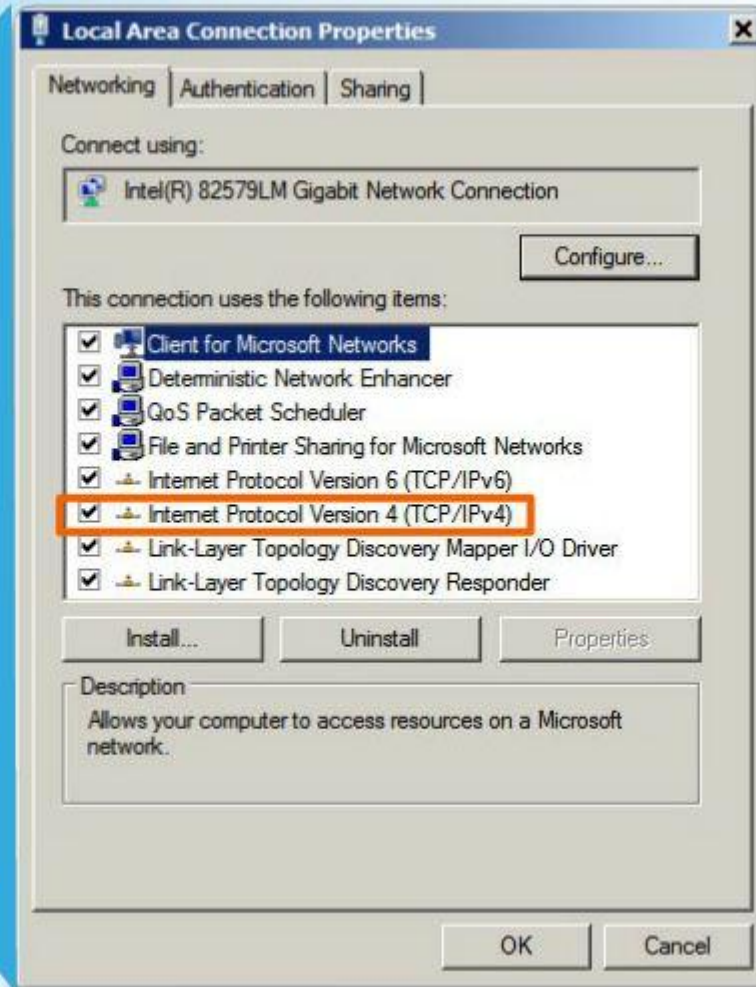 Local Area Connection Properties
Networking
Authentication
Sharing
Connect using:
Intel(R) 82579LM Gigabit Network Connection
Configure...
This connection uses the following items:
Client for Microsoft Networks
Deterministic Network Enhancer
QoS Packet Scheduler
File and Printer Sharing for Microsoft Networks
Internet Protocol Version 6 (TCP/IPv6)
Internet Protocol Version 4 (TCP/IPv4)
Link-Layer Topology Discovery Mapper I/O Driver
Link-Layer Topology Discovery Responder
Install...
Uninstall
Properties
Description
Allows your computer to access resources on a Microsoft
network.
OK
Cancel